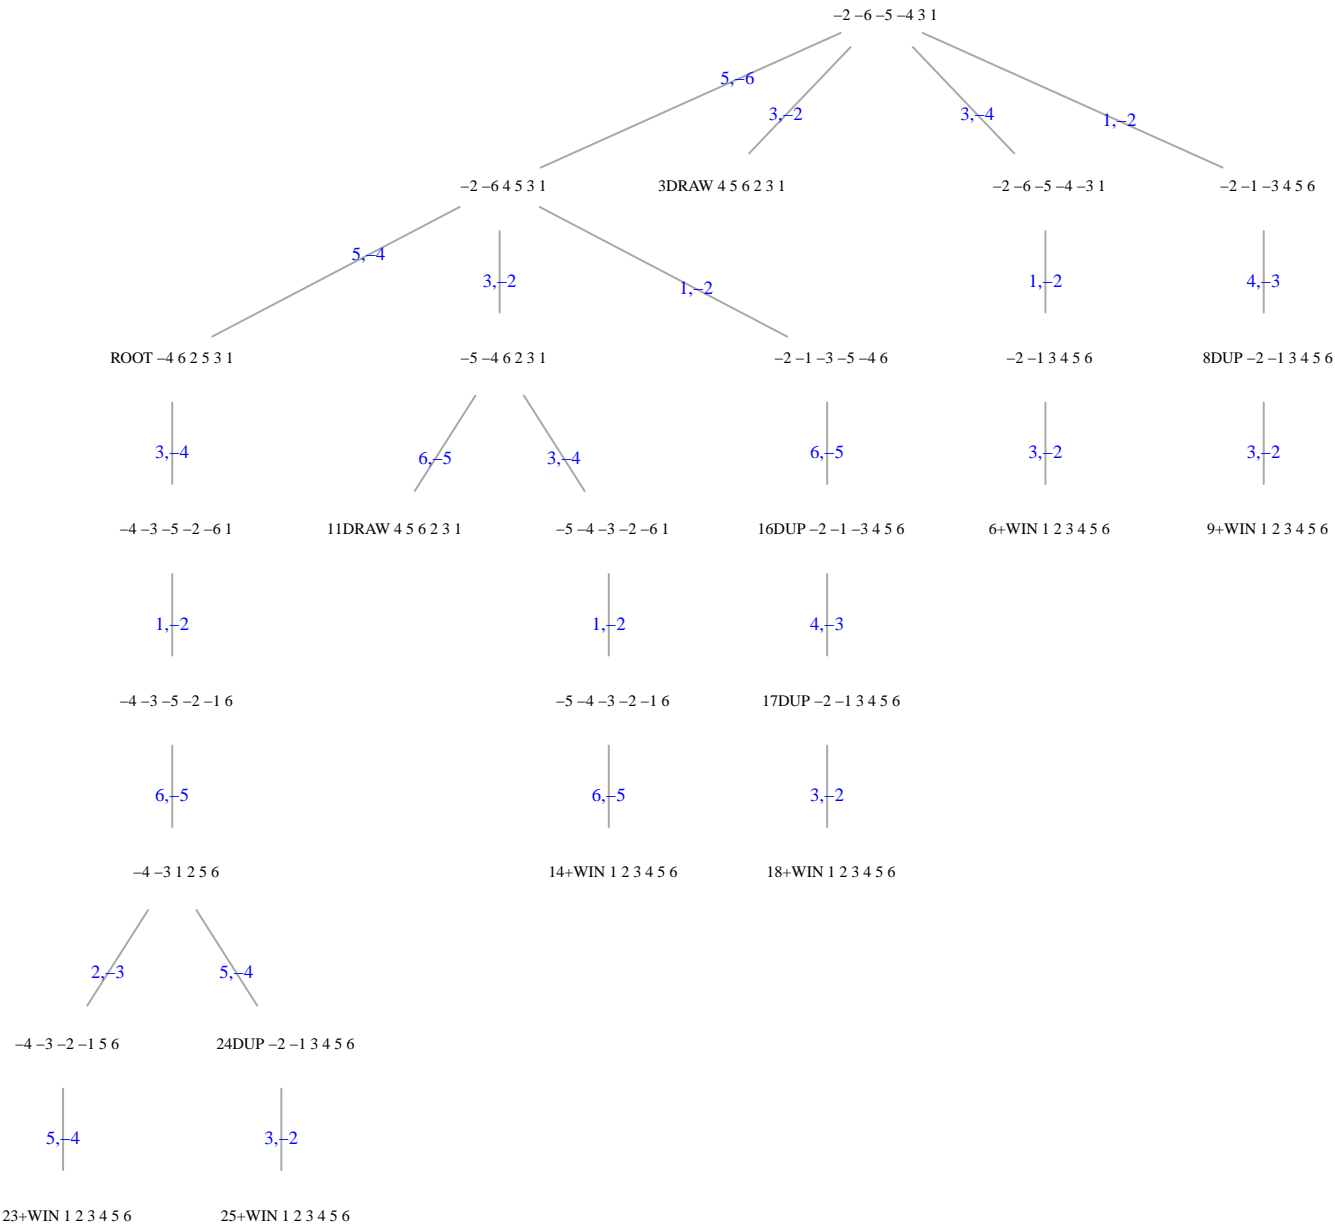 −2 −6 −5 −4 3 1
5,−6
3,−2
3,−4
1,−2
−2 −6 4 5 3 1
3DRAW 4 5 6 2 3 1
−2 −6 −5 −4 −3 1
−2 −1 −3 4 5 6
5,−4
3,−2
1,−2
1,−2
4,−3
ROOT −4 6 2 5 3 1
−5 −4 6 2 3 1
−2 −1 −3 −5 −4 6
−2 −1 3 4 5 6
8DUP −2 −1 3 4 5 6
3,−4
6,−5
3,−4
6,−5
3,−2
3,−2
−4 −3 −5 −2 −6 1
11DRAW 4 5 6 2 3 1
−5 −4 −3 −2 −6 1
16DUP −2 −1 −3 4 5 6
6+WIN 1 2 3 4 5 6
9+WIN 1 2 3 4 5 6
1,−2
1,−2
4,−3
−4 −3 −5 −2 −1 6
−5 −4 −3 −2 −1 6
17DUP −2 −1 3 4 5 6
6,−5
6,−5
3,−2
−4 −3 1 2 5 6
14+WIN 1 2 3 4 5 6
18+WIN 1 2 3 4 5 6
2,−3
5,−4
−4 −3 −2 −1 5 6
24DUP −2 −1 3 4 5 6
5,−4
3,−2
23+WIN 1 2 3 4 5 6
25+WIN 1 2 3 4 5 6